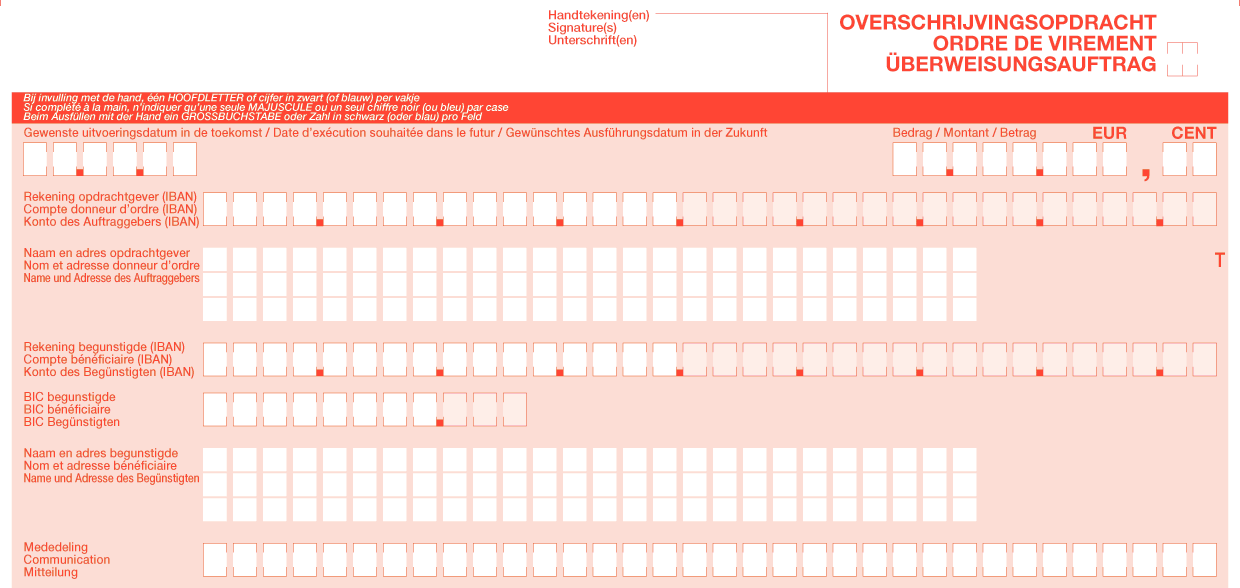 Handtekening(en)
Signature(s)
Unterschrift(en)
OVERSCHRIJVINGSOPDRACHT
ORDRE DE VIREMENT
ÜBERWEISUNGSAUFTRAG
Bij invulling met de hand, één HOOFDLETTER of cijfer in zwart (of blauw) per vakje
Si complété à la main, n'indiquer qu'une seule MAJUSCULE ou un seul chiffre noir (ou bleu) par case
Beim Ausfüllen mit der Hand ein GROSSBUCHSTABE oder Zahl in schwarz (oder blau) pro Feld
Gewenste uitvoeringsdatum in de toekomst / Date d'exécution souhaitée dans le futur / Gewünschtes Ausführungsdatum in der Zukunft
Bedrag / Montant / Betrag EUR CENT
,
Rekening opdrachtgever (IBAN)
Compte donneur d'ordre (IBAN)
Konto des Auftraggebers (IBAN)
Naam en adres opdrachtgever
Nom et adresse donneur d'ordre
Name und Adresse des Auftraggebers
T
Rekening begunstigde (IBAN)
Compte bénéficiaire (IBAN)
Konto des Begünstigten (IBAN)
BIC begunstigde
BIC bénéficiaire
BIC Begünstigten
Naam en adres begunstigde
Nom et adresse bénéficiaire
Name und Adresse des Begünstigten
Mededeling
Communication
Mitteilung